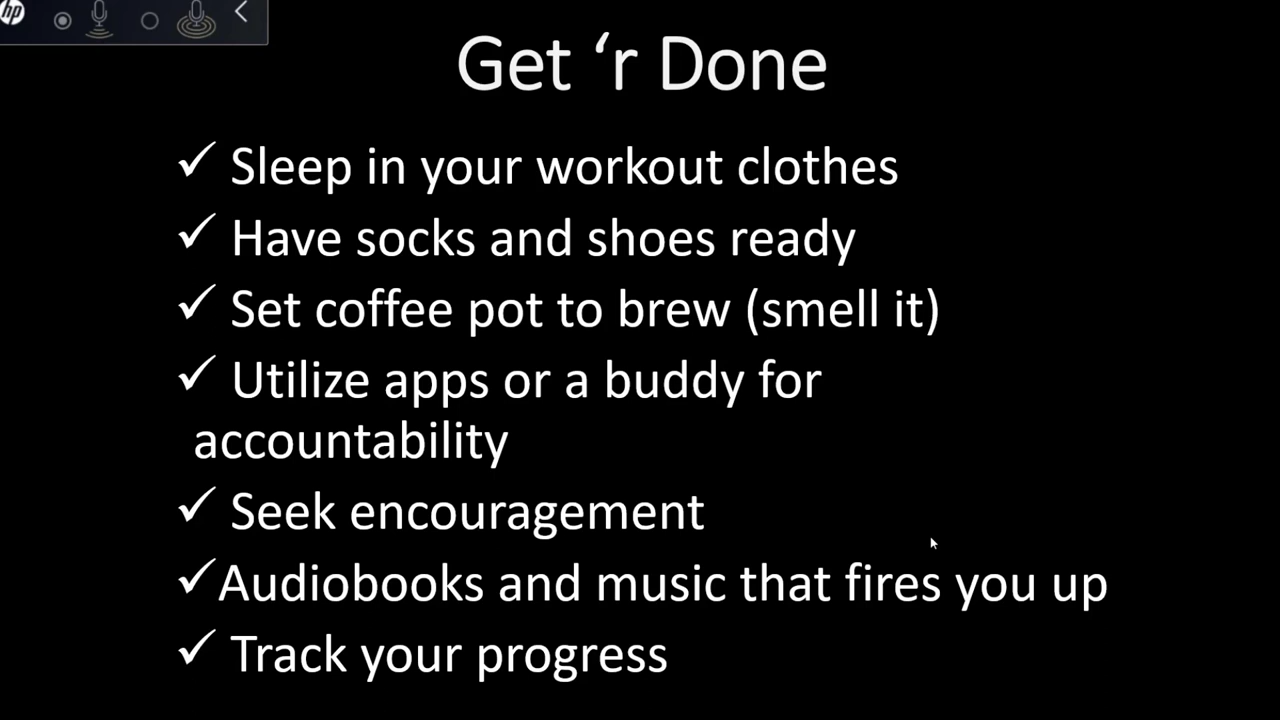 hp
Get ‘r Done
✓ Sleep in your workout clothes
✓ Have socks and shoes ready
✓ Set coffee pot to brew (smell it)
✓ Utilize apps or a buddy for
accountability
✓ Seek encouragement
✓Audiobooks and music that fires you up
✓ Track your progress